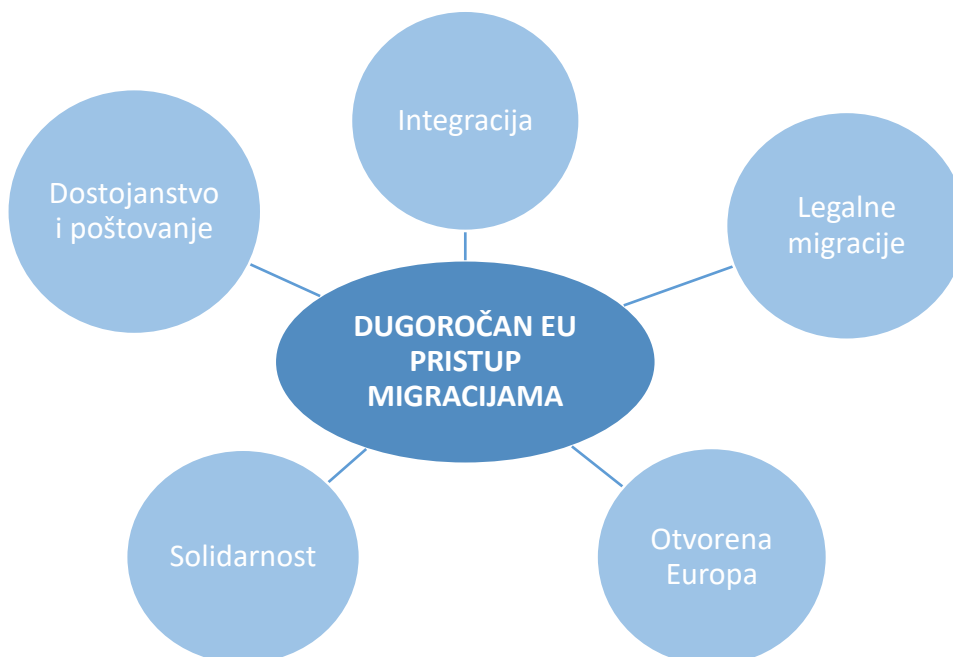 Integracija
Dostojanstvo
i poštovanje
Legalne
migracije
DUGOROČAN EU
PRISTUP
MIGRACIJAMA
Solidarnost
Otvorena
Europa